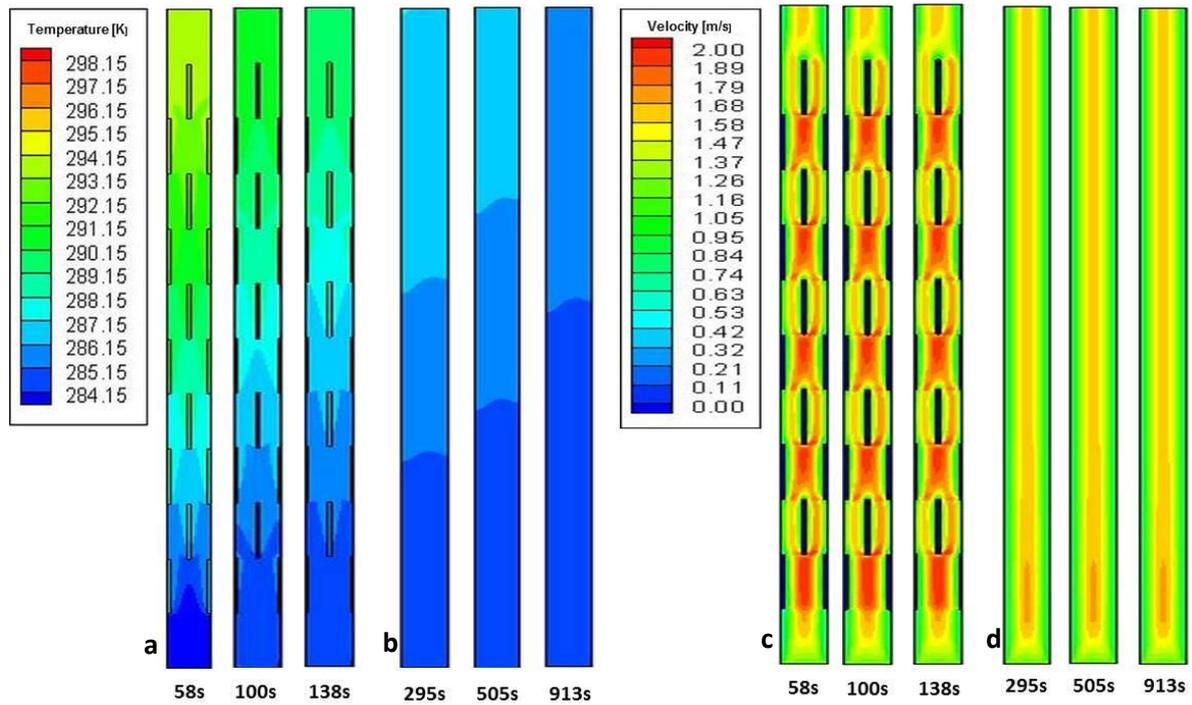 Temperature [K]
298.15
297.15
296.15
295.15
294.15
293.15
292.15
291.15
290.15
289.15
288.15
287.15
286.15
285.15
284.15
a
58s
100s
138s
b
295s
505s
913s
Velocity [m/s]
2.00
1.89
1.79
1.68
1.58
1.47
1.37
1.26
1.16
1.05
0.95
0.84
0.74
0.63
0.53
0.42
0.32
0.21
0.11
0.00
c
58s
100s
138s
d
295s
505s
913s